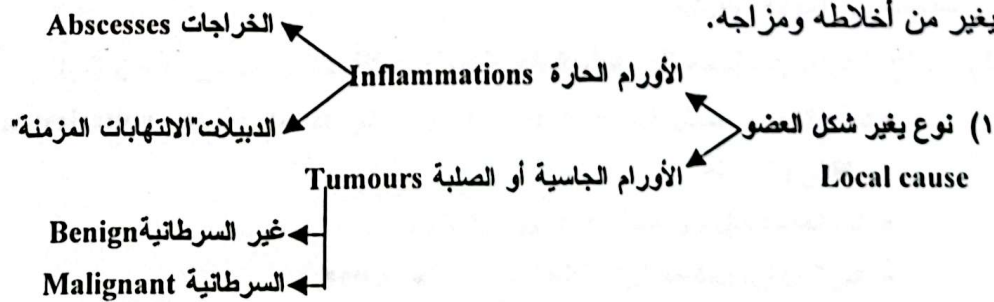 يغير من أخلاطه ومزاجه.
الخراجات Abscesses
الأورام الحارة Inflammations
١) نوع يغير شكل العضو
الدبيلات"الالتهابات المزمنة"
Local cause
الأورام الجاسية أو الصلبة Tumours
غير السرطانية Benign
السرطانية Malignant